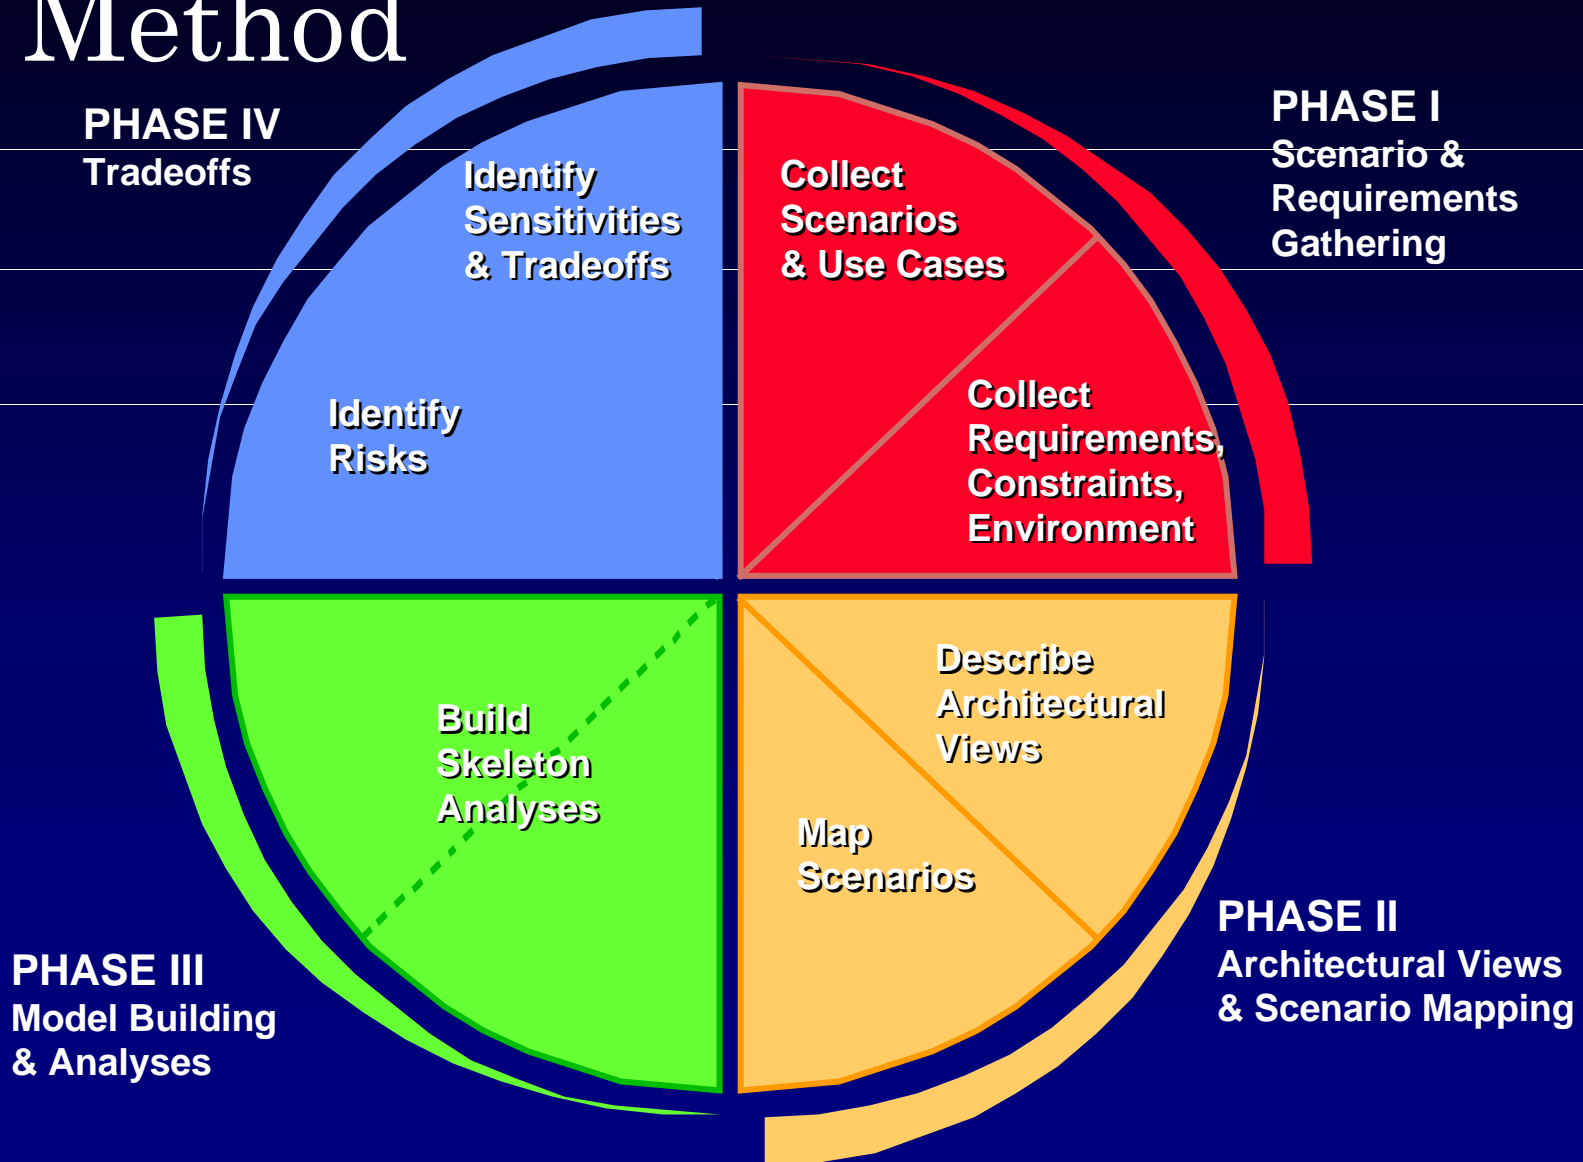 Method
PHASE IV
Tradeoffs
PHASE I
Scenario &
Requirements
Gathering
Identify
Sensitivities
& Tradeoffs
Collect
Scenarios
& Use Cases
Identify
Risks
Collect
Requirements,
Constraints,
Environment
Build
Skeleton
Analyses
Describe
Architectural
Views
Map
Scenarios
PHASE III
Model Building
& Analyses
PHASE II
Architectural Views
& Scenario Mapping